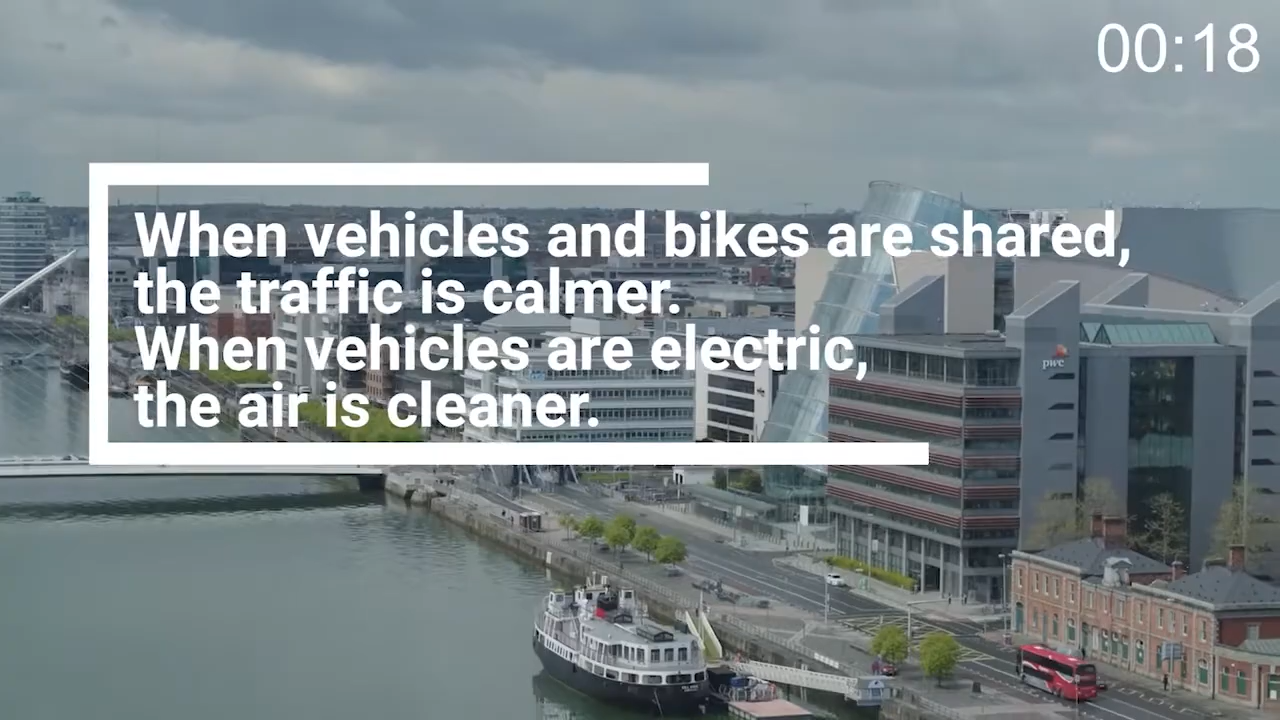 00:18
When vehicles and bikes are shared,
the traffic is calmer.
When vehicles are electric,
the air is cleaner.
pwc